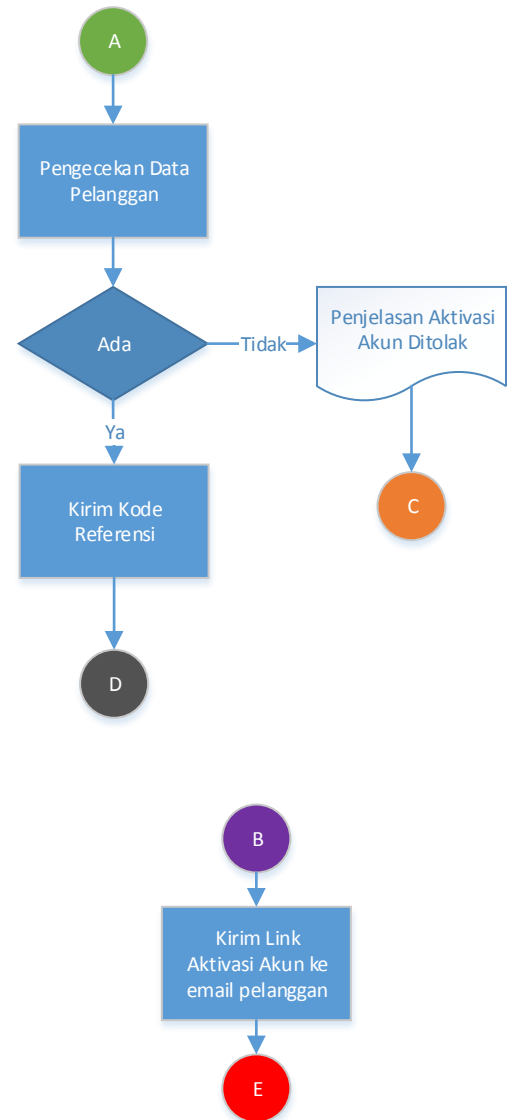 A
Pengecekan Data
Pelanggan
Ada
Tidak
Penjelasan Aktivasi
Akun Ditolak
Ya
Kirim Kode
Referensi
C
D
B
Kirim Link
Aktivasi Akun ke
email pelanggan
E